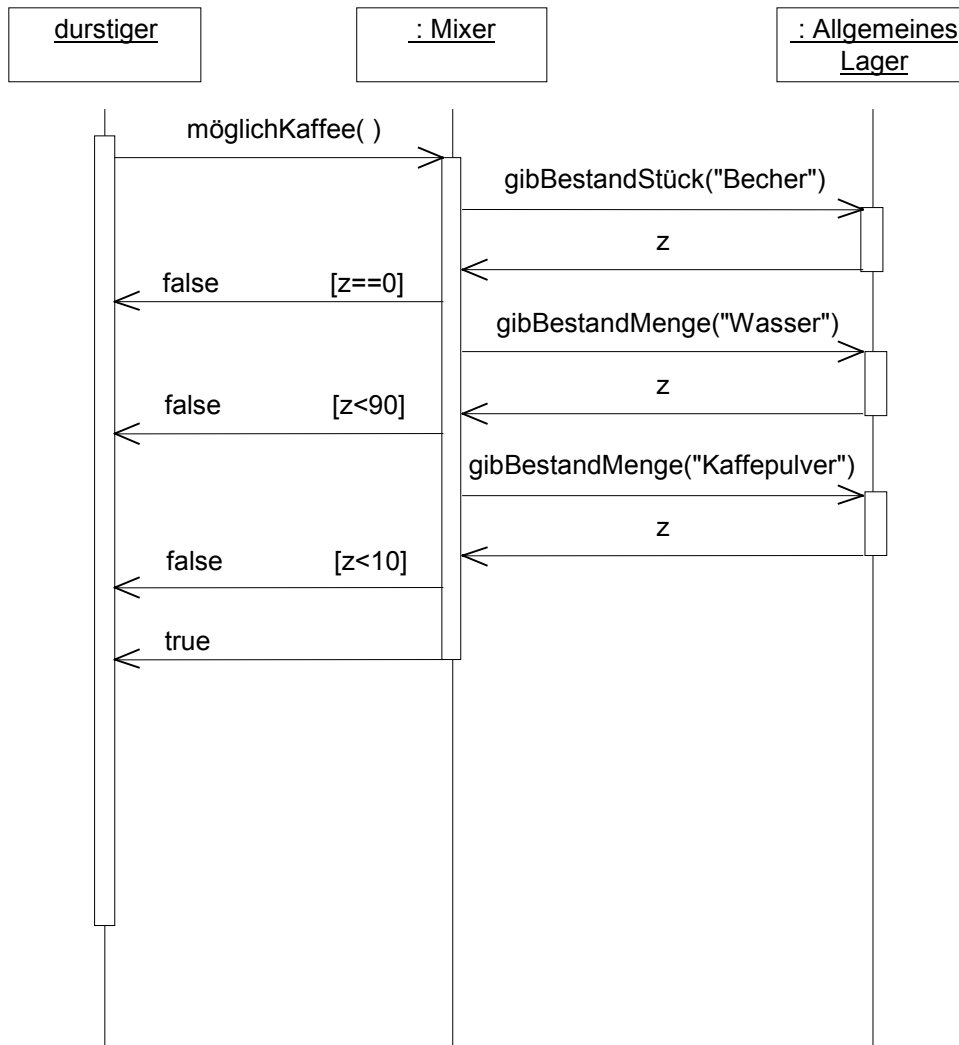 durstiger
: Mixer
: Allgemeines
Lager
möglichKaffee( )
gibBestandStück("Becher")
z
false [z==0]
gibBestandMenge("Wasser")
z
false [z<90]
gibBestandMenge("Kaffepulver")
z
false [z<10]
true